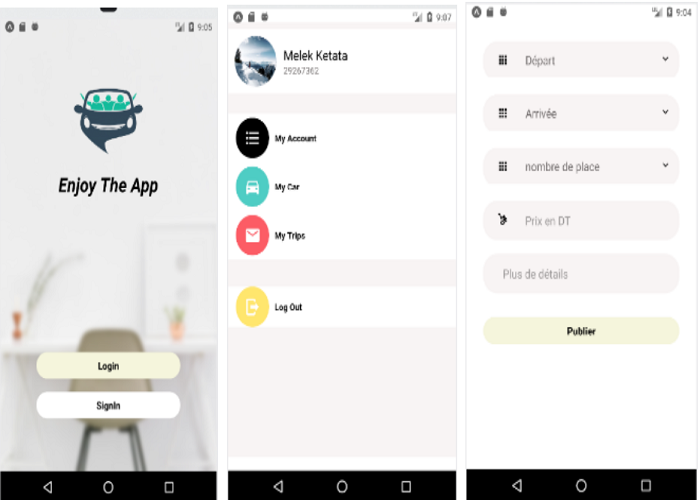 9:05
Enjoy The App
Login
SignIn
9:07
Melek Ketata
29267362
My Account
My Car
My Trips
Log Out
9:04
Départ
Arrivée
nombre de place
Prix en DT
Plus de détails
Publier